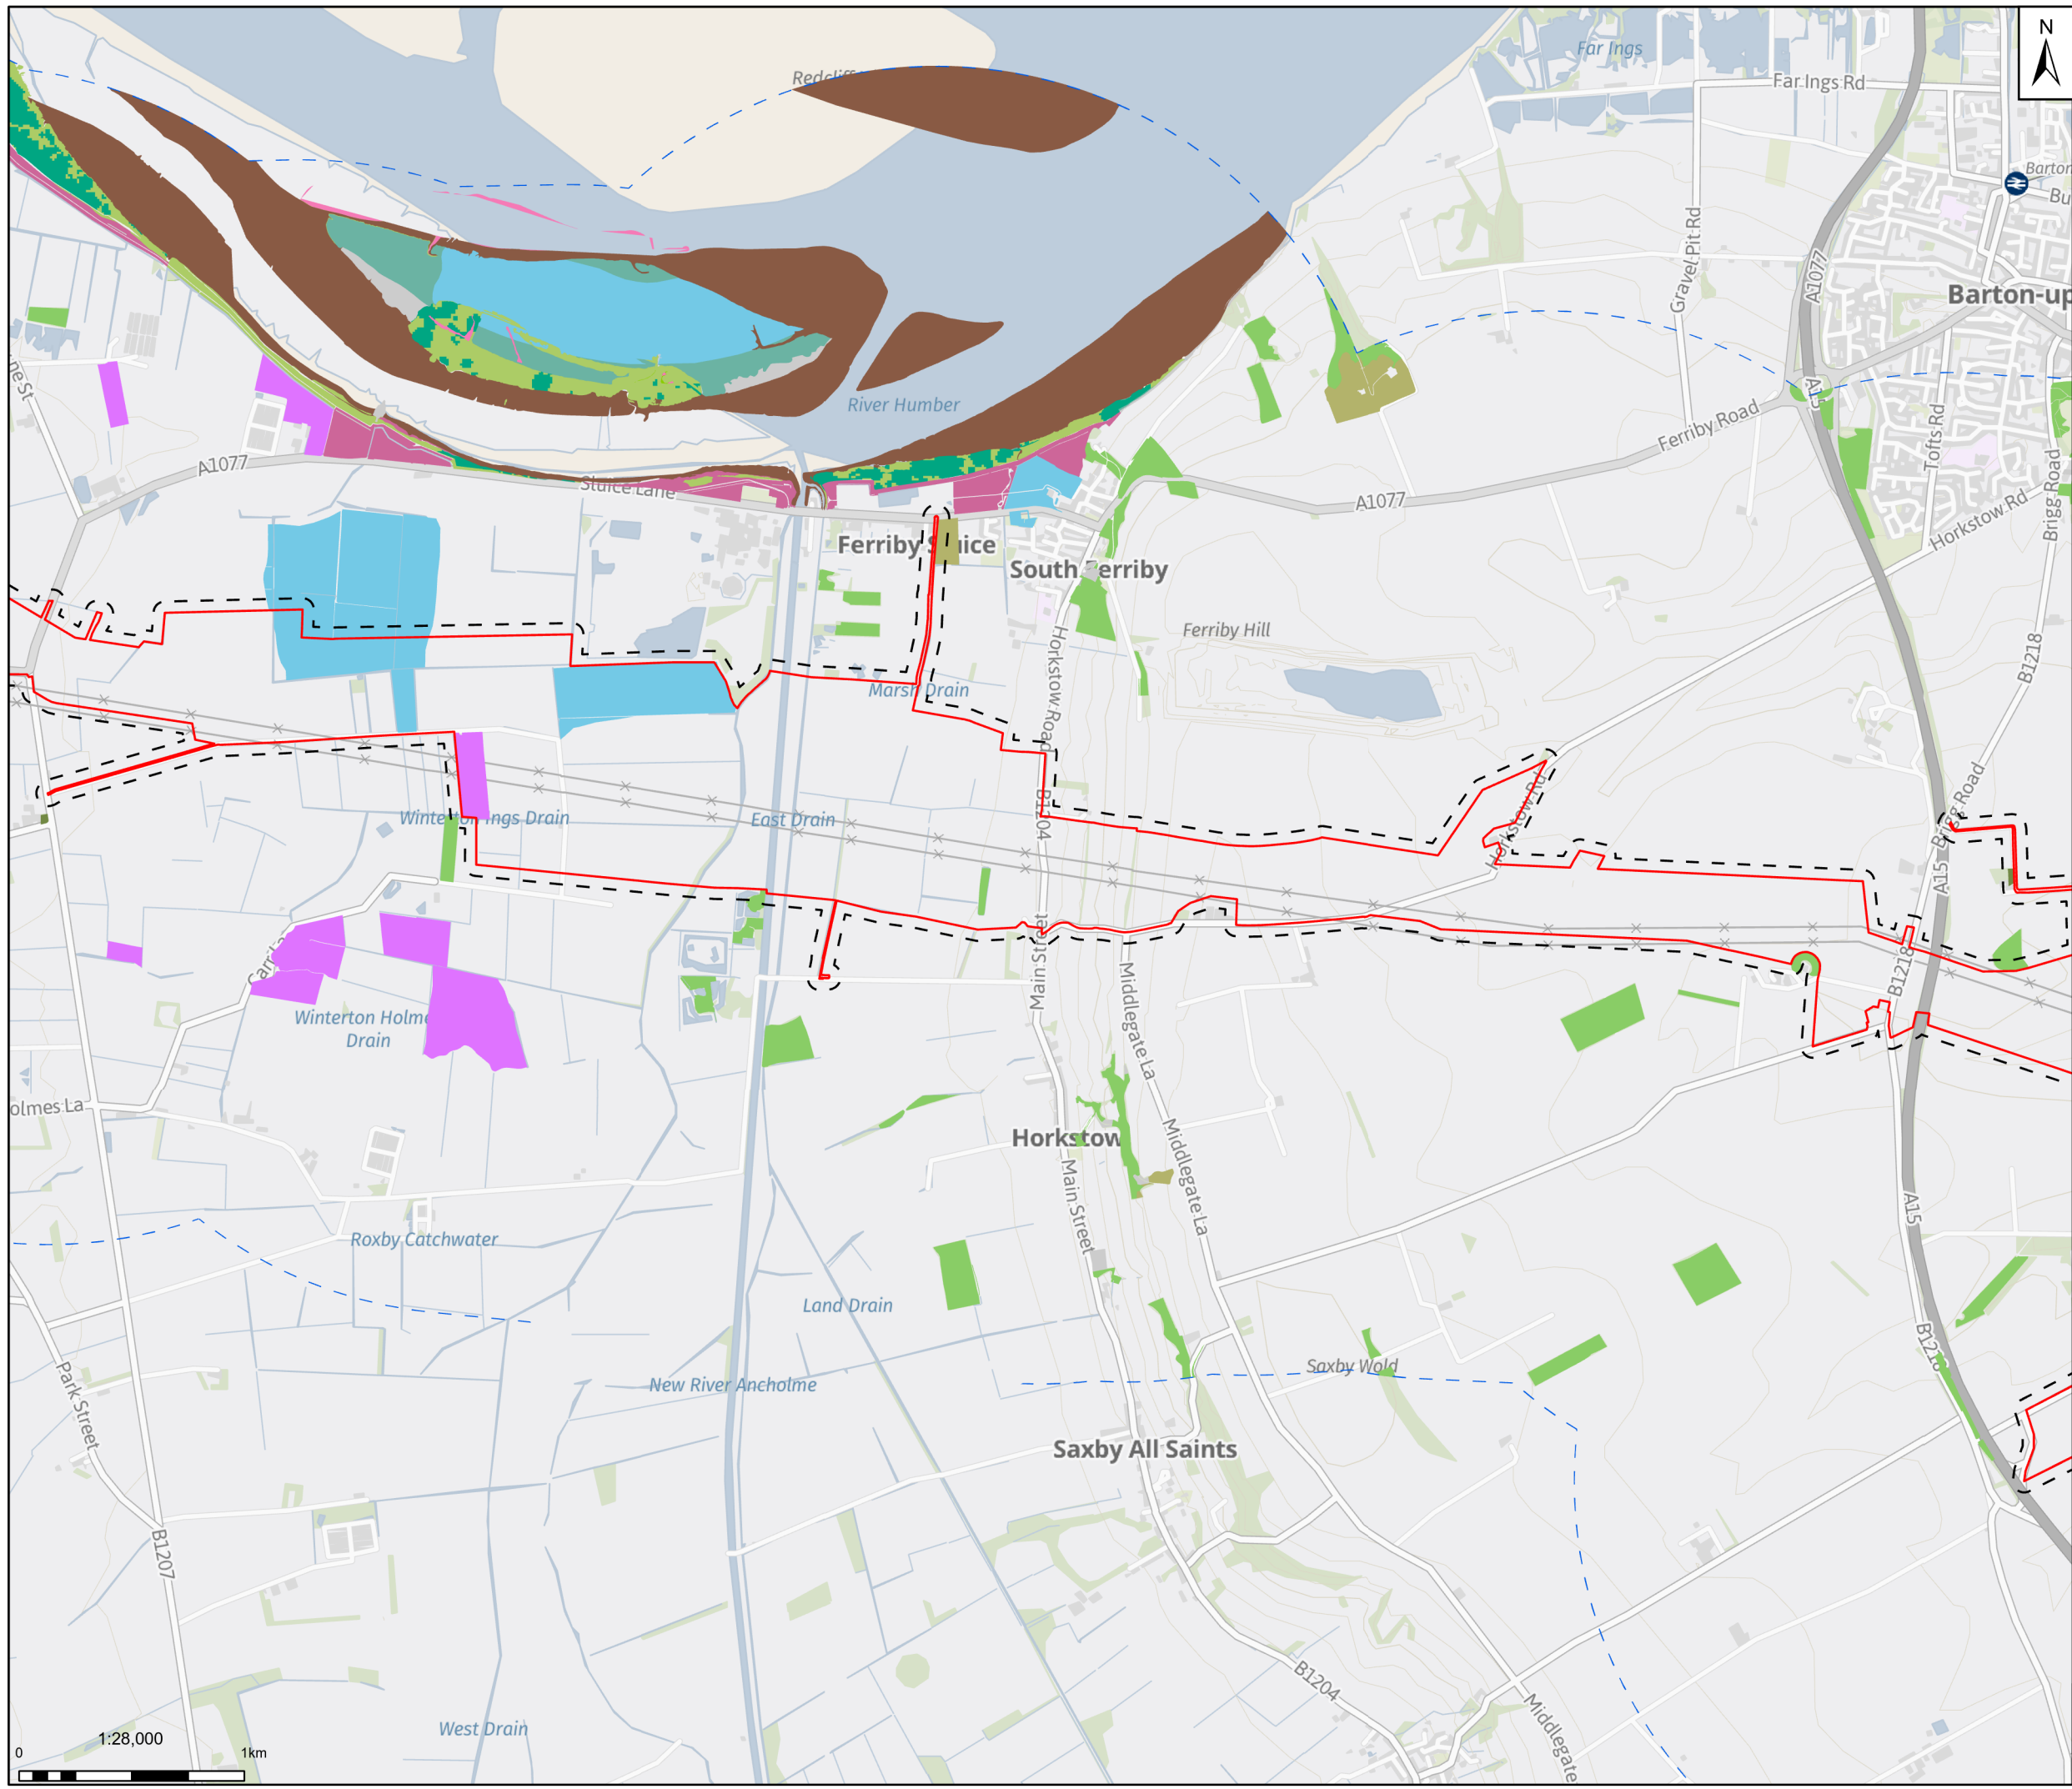 N
Far Ings
Far Ings Rd
Gravel Pit Rd
A1077
Barton
Bu
Barton-up
River Humber
A1077
Sluice Lane
A1077
Ferriby Road
A15
Tofts Rd
Brigg Road
Horkstow Rd
Ferriby Sluice
South Ferriby
Ferriby Hill
Horkstow Road
B1218
Marsh Drain
B1204
Horkstow Rd
Brigg Road
A15
East Drain
Main Street
Middlegate La
B1218
Winterton Holme
Drain
olmes La
Horkstow
Middlegate La
Main Street
A15
Roxby Catchwater
Land Drain
B1218
Park Street
New River Ancholme
Saxby Wold
Saxby All Saints
B1207
B1204
Middlegate
West Drain
1:28,000
0
1km